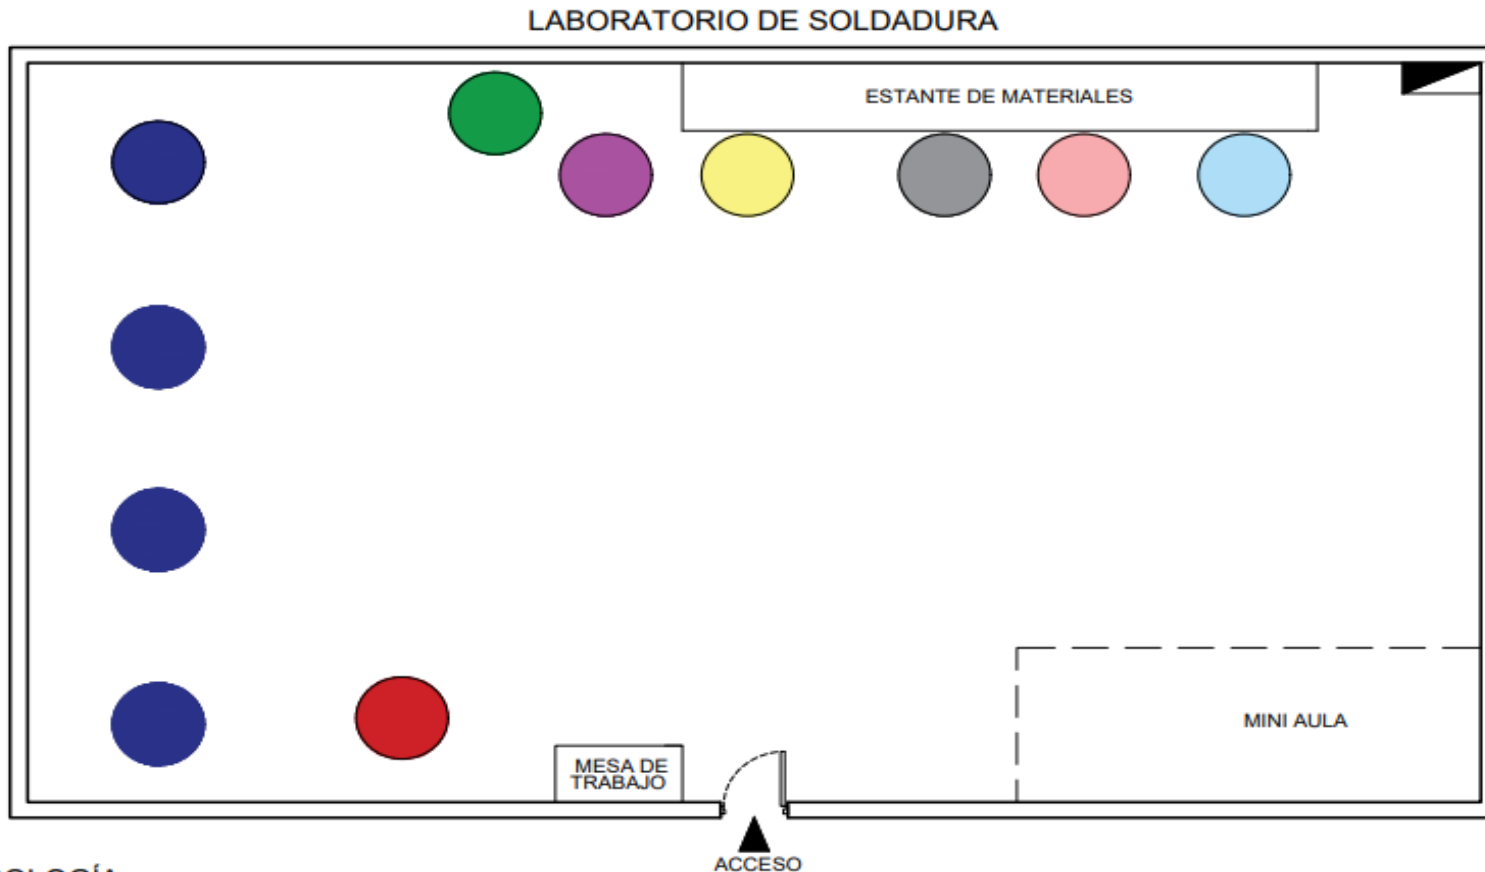 LABORATORIO DE SOLDADURA
ESTANTE DE MATERIALES
MINI AULA
MESA DE
TRABAJO
ACCESO